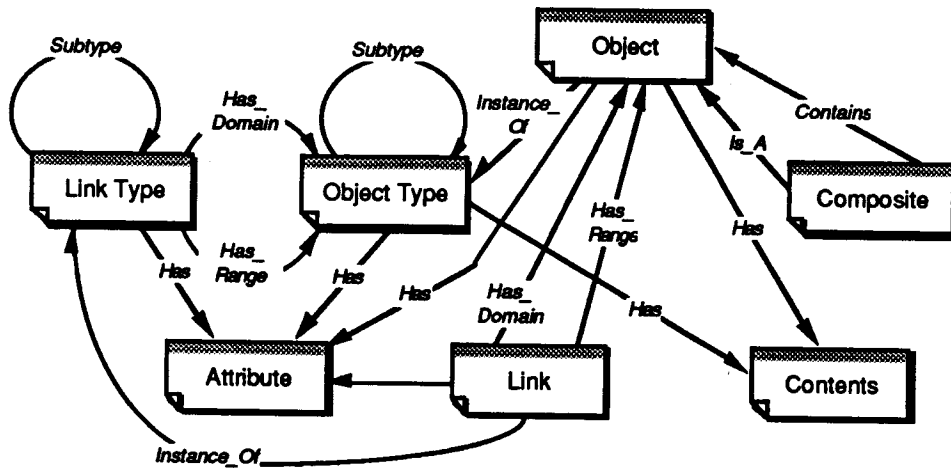 Subtype
Subtype
Object
Has_
Domain
Instance_
Of
Contains
Is_A
Link Type
Object Type
Composite
Has_
Range
Has
Has_
Range
Has
Has
Has_
Domain
Has
Has
Attribute
Link
Contents
Instance_Of